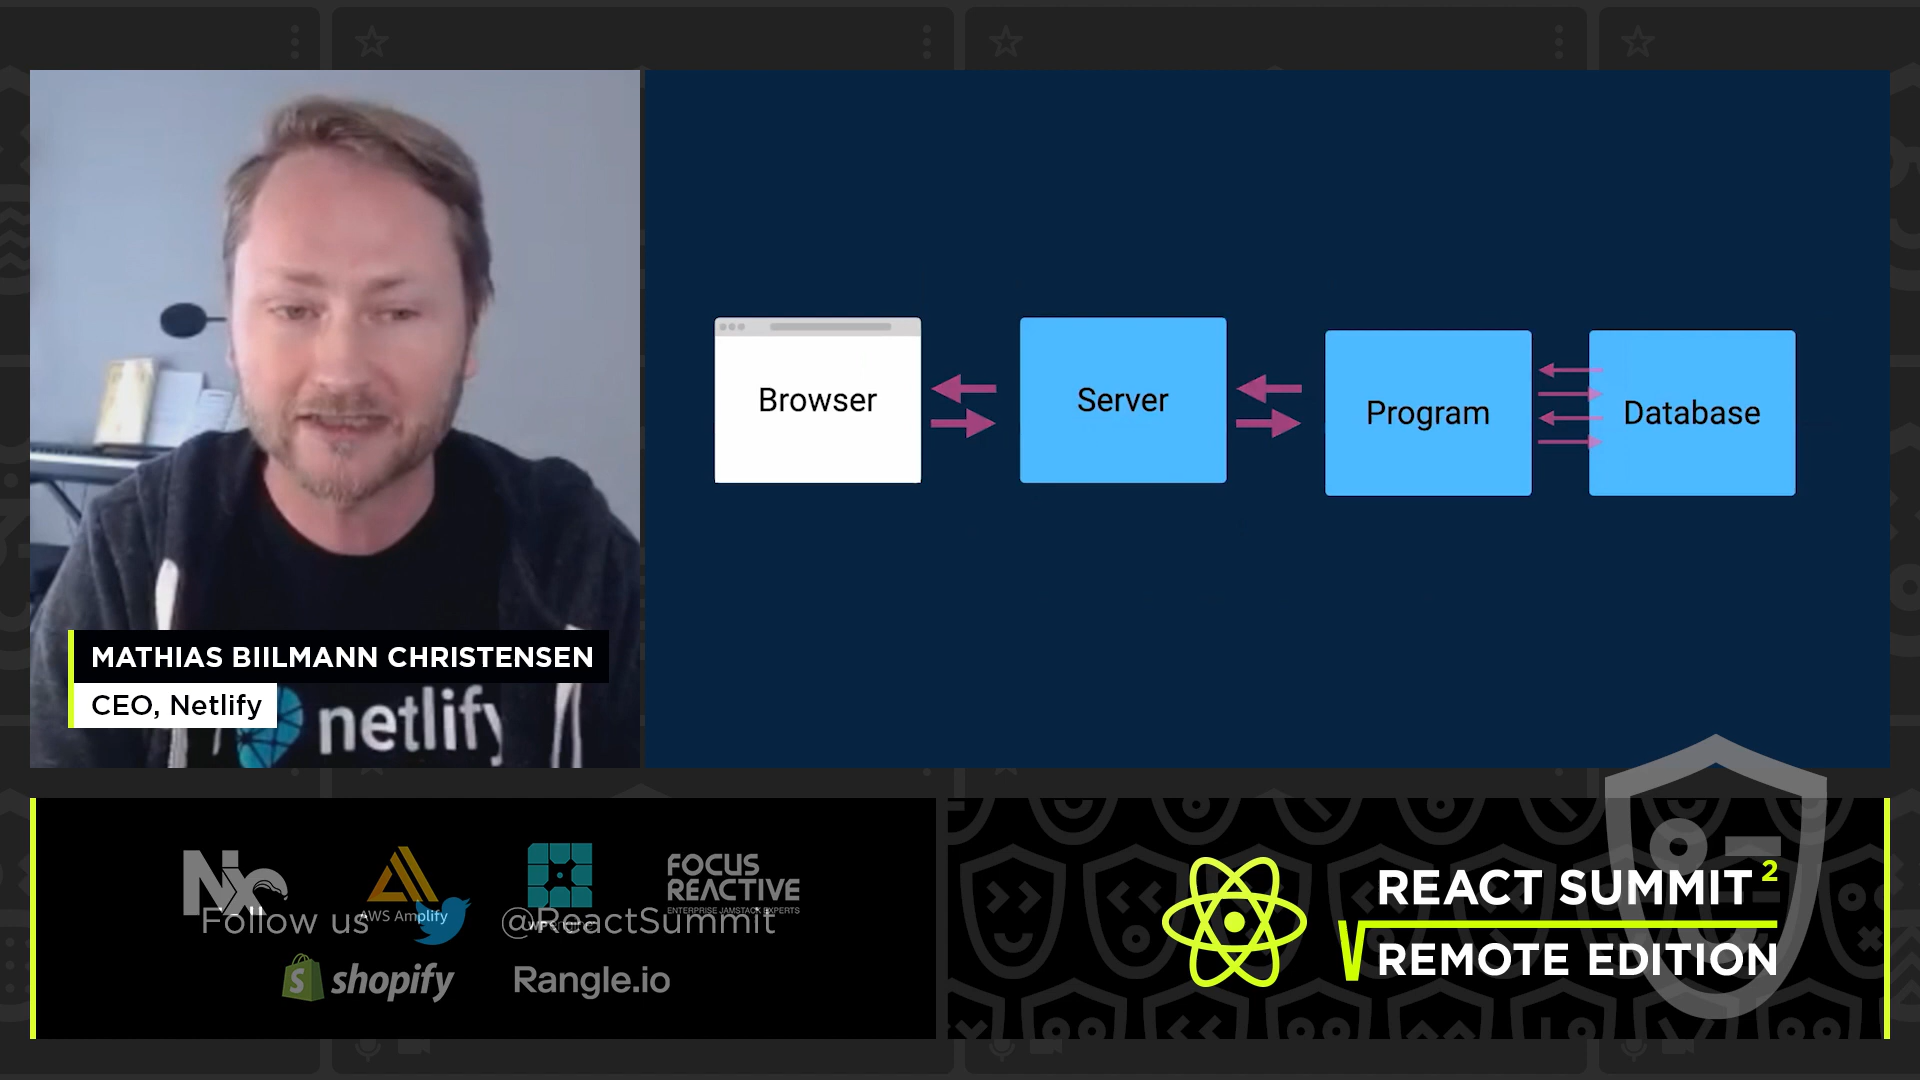 Browser
Server
Program
Database
MATHIAS BIILMANN CHRISTENSEN
CEO, Netlify
netlify
Nx
AWS Amplify
FOCUS
REACTIVE
ENTERPRISE JAMSTACK EXPERTS
Follow us @ReactSummit
shopify
Rangle.io
REACT SUMMIT 2
REMOTE EDITION